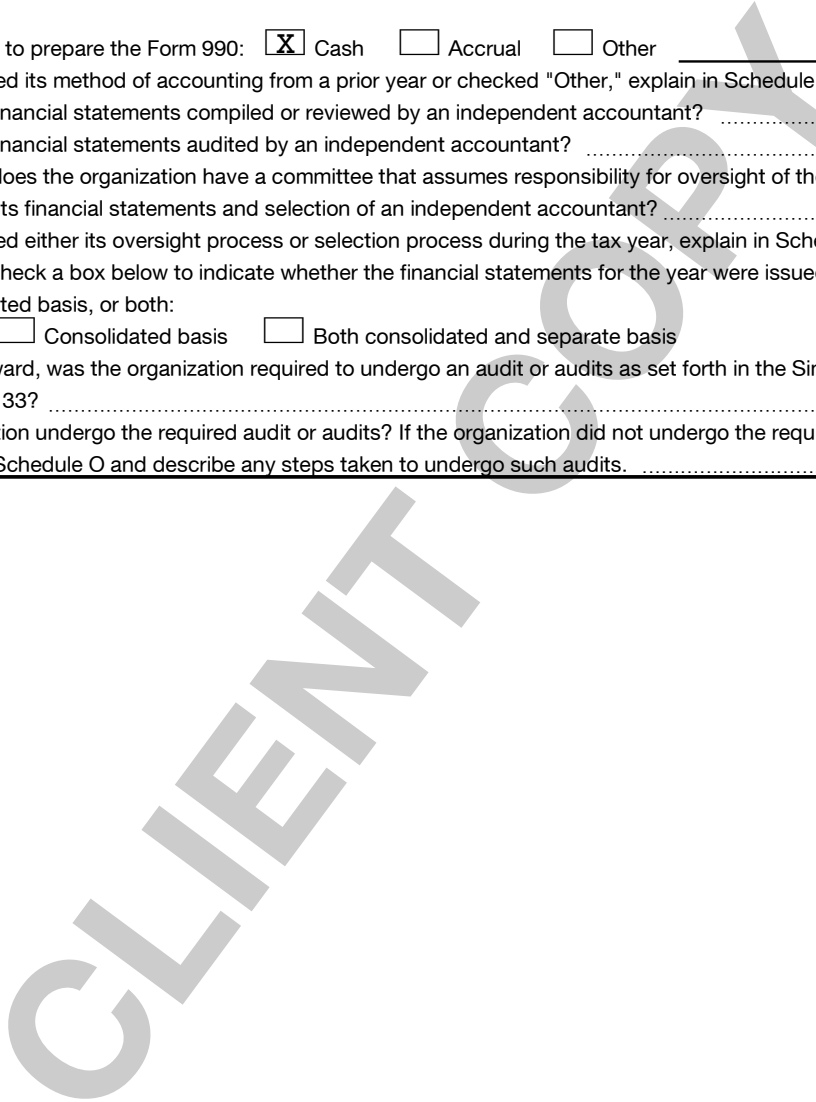 to prepare the Form 990: X Cash Accrual Other
ed its method of accounting from a prior year or checked "Other," explain in Schedule
nancial statements compiled or reviewed by an independent accountant?
nancial statements audited by an independent accountant?
does the organization have a committee that assumes responsibility for oversight of the
ts financial statements and selection of an independent accountant?
ed either its oversight process or selection process during the tax year, explain in Sche
heck a box below to indicate whether the financial statements for the year were issued
ted basis, or both:
Consolidated basis Both consolidated and separate basis
ward, was the organization required to undergo an audit or audits as set forth in the Sin
33?
tion undergo the required audit or audits? If the organization did not undergo the requ
Schedule O and describe any steps taken to undergo such audits.
CLIENT COPY